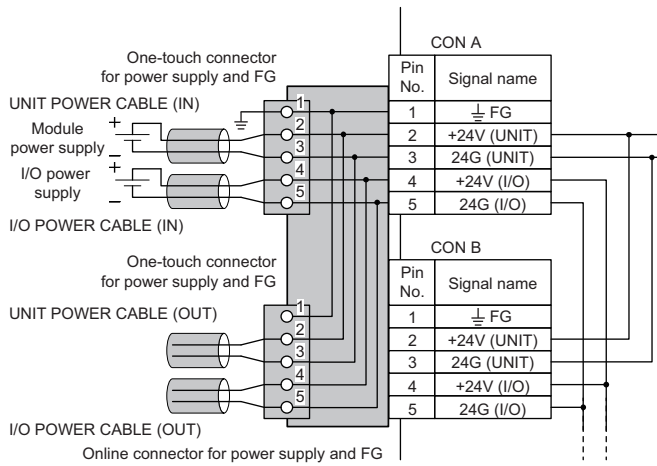 CON A
One-touch connector
for power supply and FG
Pin
No.
Signal name
UNIT POWER CABLE (IN)
1
1
FG
Module
power supply
+
−
2
2
+24V (UNIT)
3
3
24G (UNIT)
I/O power
supply
+
−
4
4
+24V (I/O)
5
5
24G (I/O)
I/O POWER CABLE (IN)
CON B
One-touch connector
for power supply and FG
Pin
No.
Signal name
UNIT POWER CABLE (OUT)
1
1
FG
2
2
+24V (UNIT)
3
3
24G (UNIT)
4
4
+24V (I/O)
5
5
24G (I/O)
I/O POWER CABLE (OUT)
Online connector for power supply and FG